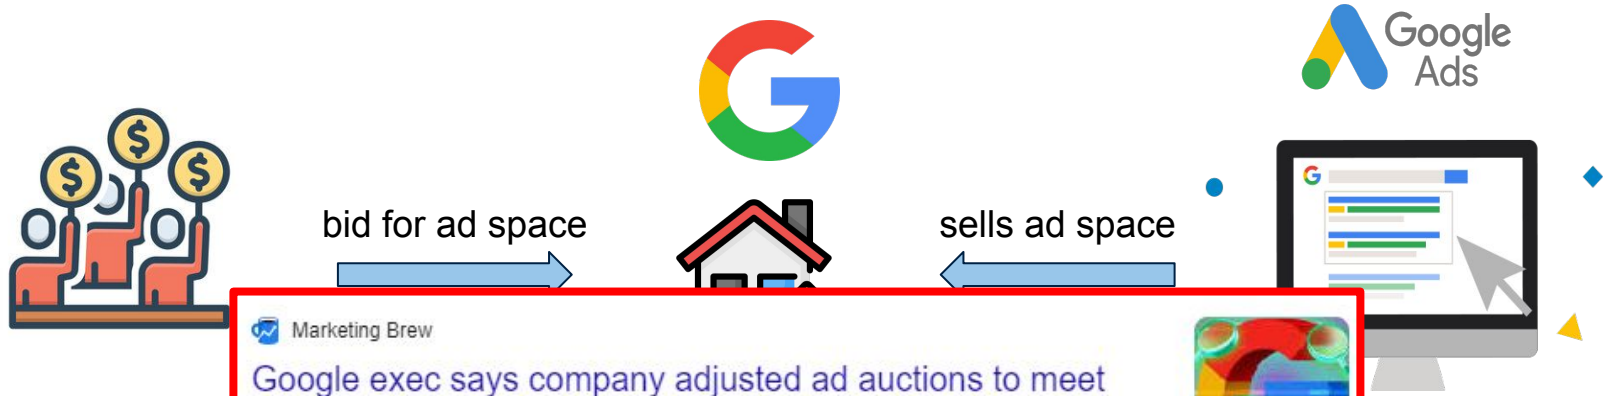 Google
Ads
bid for ad space
sells ad space
Marketing Brew
Google exec says company adjusted ad auctions to meet